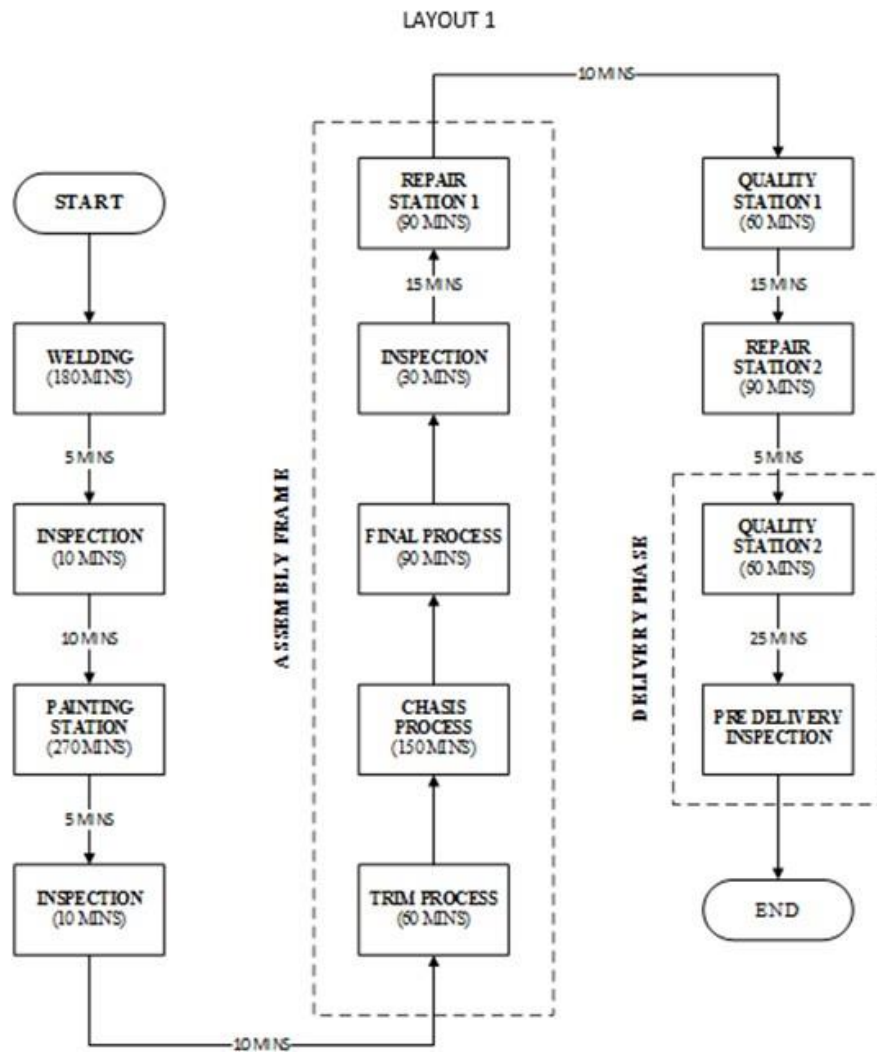 LAYOUT 1
START
WELDING
(180 MINS)
5 MINS
INSPECTION
(10 MINS)
10 MINS
PAINTING
STATION
(270 MINS)
5 MINS
INSPECTION
(10 MINS)
10 MINS
ASSEMBLY FRAME
TRIM PROCESS
(60 MINS)
CHASIS
PROCESS
(150 MINS)
FINAL PROCESS
(90 MINS)
INSPECTION
(30 MINS)
15 MINS
REPAIR
STATION 1
(90 MINS)
10 MINS
QUALITY
STATION 1
(60 MINS)
15 MINS
REPAIR
STATION 2
(90 MINS)
5 MINS
DELIVERY PHASE
QUALITY
STATION 2
(60 MINS)
25 MINS
PRE DELIVERY
INSPECTION
END